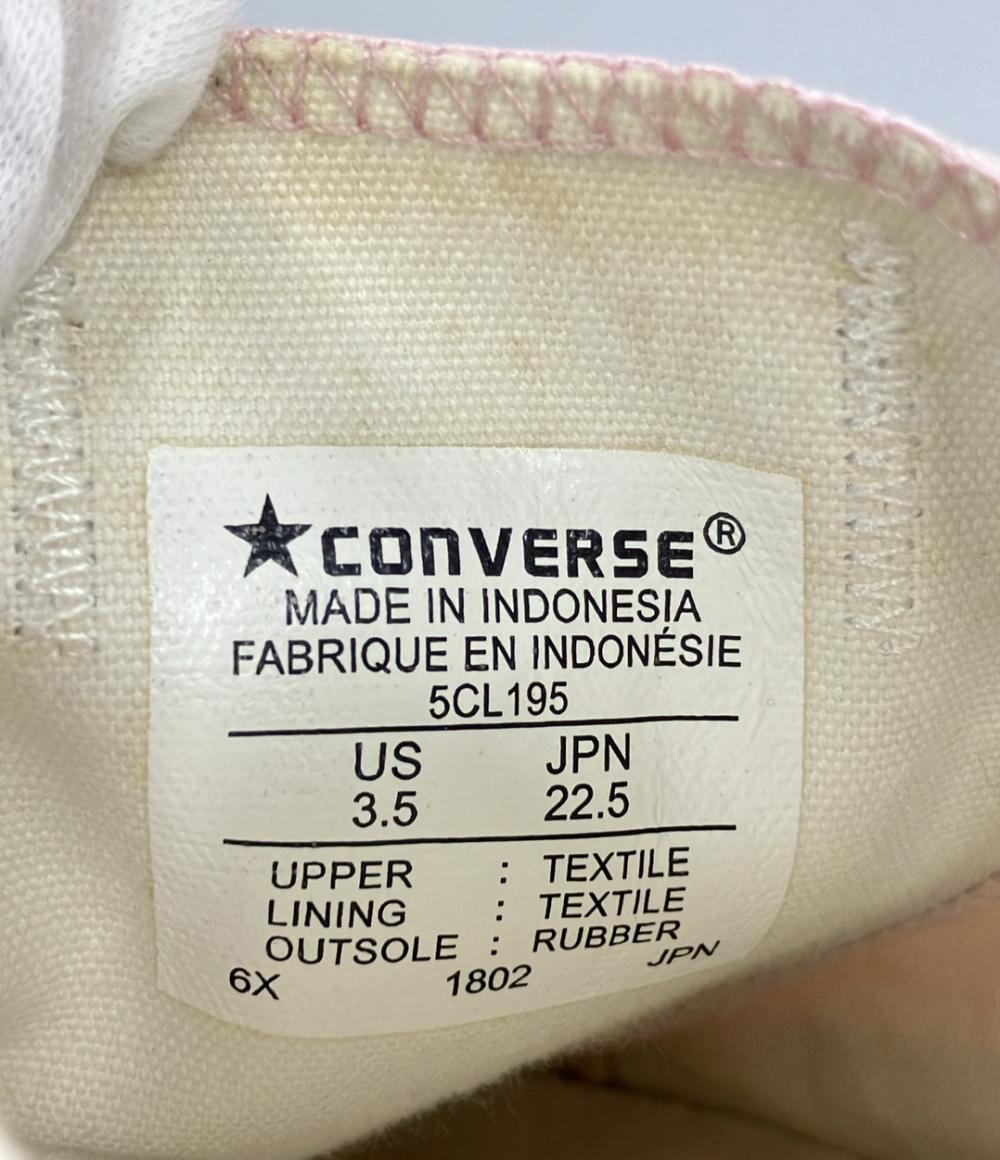 ★CONVERSE®
MADE IN INDONESIA
FABRIQUE EN INDONÉSIE
5CL195
US JPN
3.5 22.5
UPPER : TEXTILE
LINING : TEXTILE
OUTSOLE : RUBBER
6X 1802 JPN